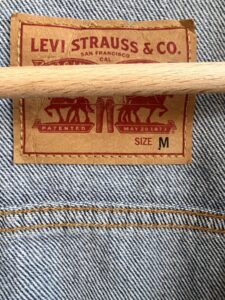 LEVI STRAUSS & CO.
SAN FRANCISCO
CAL.
PATENTED MAY 20 1873
SIZE M